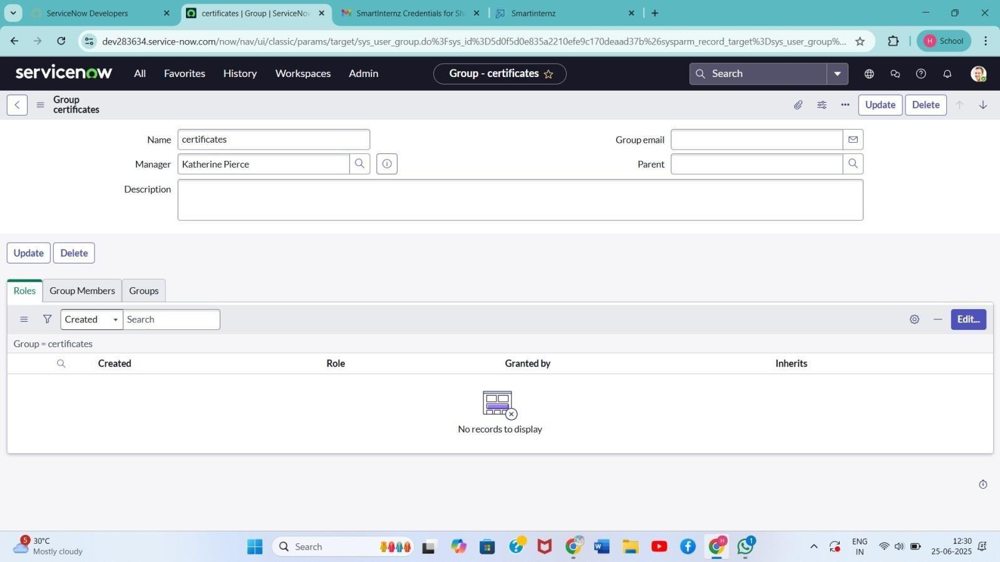 ServiceNow Developers
certificates | Group | ServiceNow
SmartInternz Credentials for Sh
Smartinternz
dev283634.service-now.com/now/nav/ui/classic/params/target/sys_user_group.do%3Fsys_id%3D5d0f5d0e835a2210efe9c170deaad37b%26sysparm_record_target%3Dsys_user_group%...
H School
servicenow
All
Favorites
History
Workspaces
Admin
Group - certificates
Search
Group
certificates
Update
Delete
Name
certificates
Group email
Manager
Katherine Pierce
Parent
Description
Update
Delete
Roles
Group Members
Groups
Created
Search
Edit...
Group = certificates
Created
Role
Granted by
Inherits
No records to display
5
30°C
Mostly cloudy
Search
H
1
ENG
IN
12:30
25-06-2025